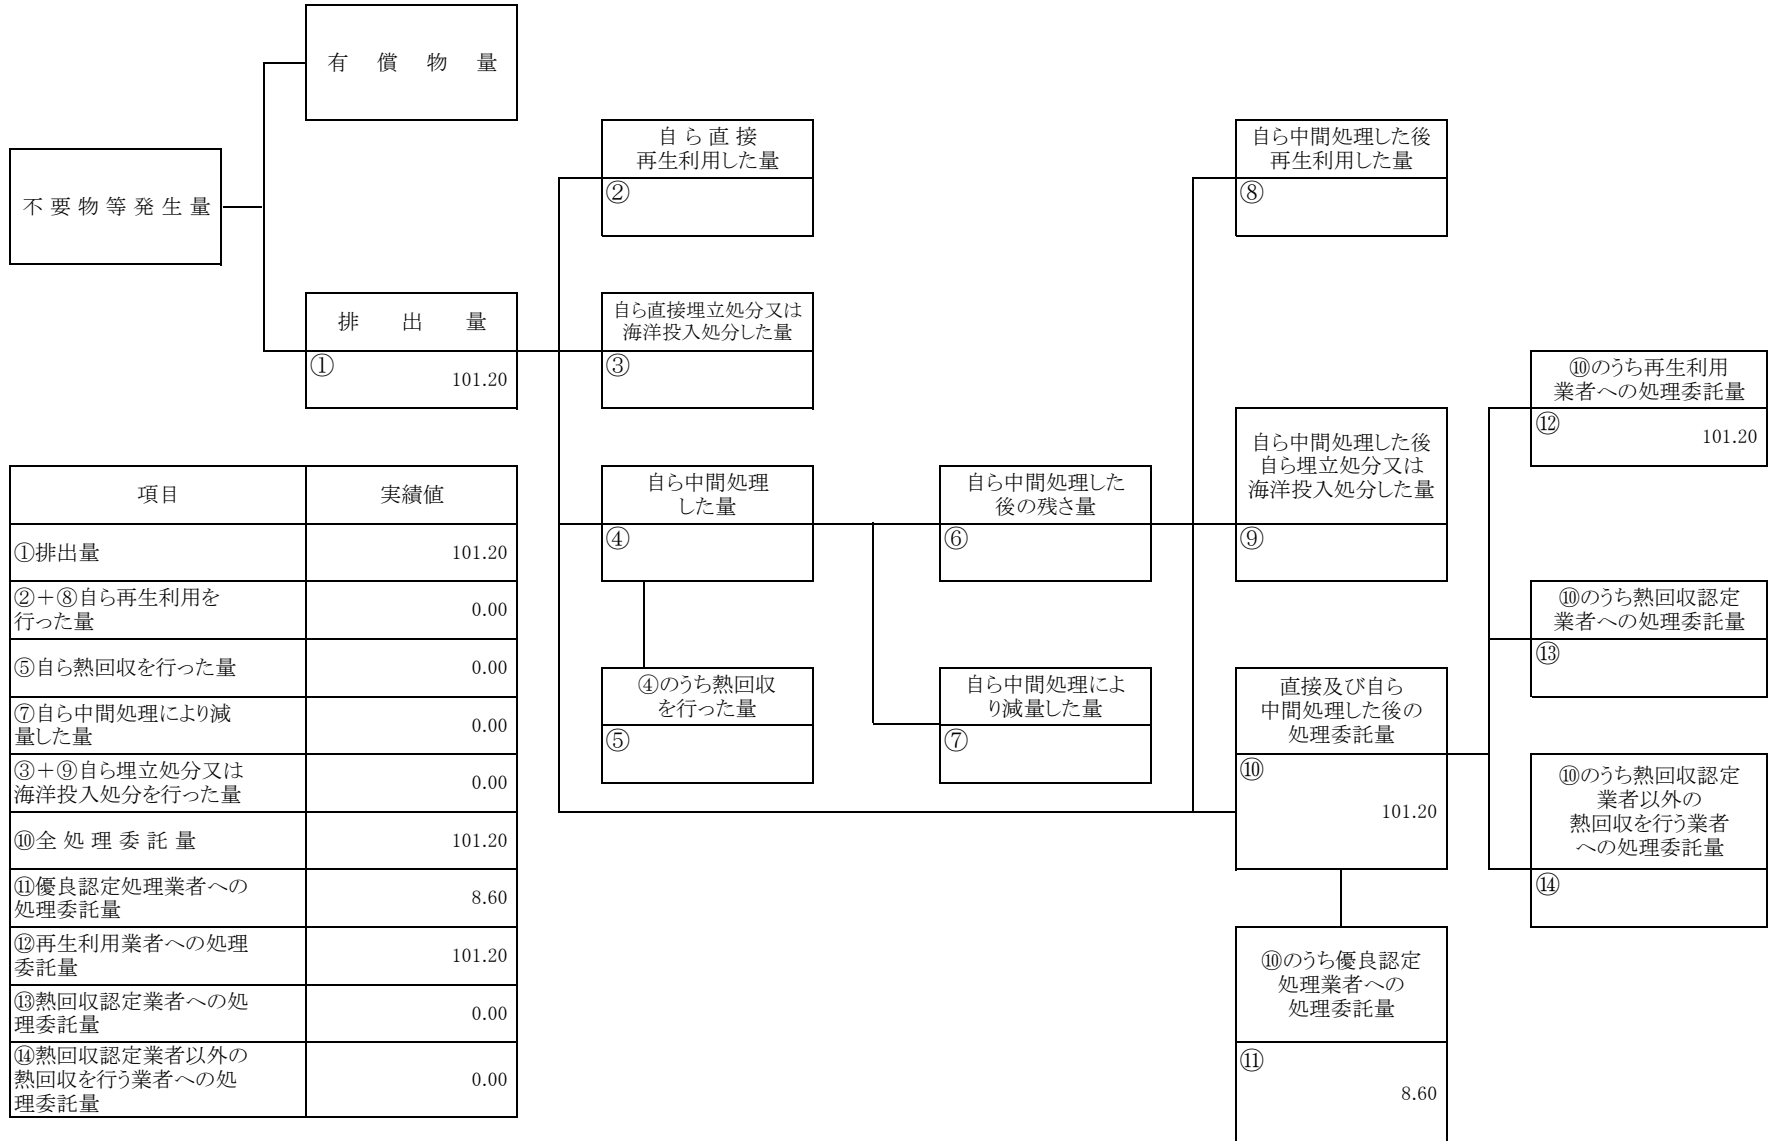 有償物量
不要物等発生量
排出量
①
101.20
自ら直接
再生利用した量
②
自ら直接埋立処分又は
海洋投入処分した量
③
自ら中間処理
した量
④
④のうち熱回収
を行った量
⑤
自ら中間処理した
後の残さ量
⑥
自ら中間処理によ
り減量した量
⑦
自ら中間処理した後
再生利用した量
⑧
自ら中間処理した後
自ら埋立処分又は
海洋投入処分した量
⑨
直接及び自ら
中間処理した後の
処理委託量
⑩
101.20
⑩のうち優良認定
処理業者への
処理委託量
⑪
8.60
⑩のうち再生利用
業者への処理委託量
⑫
101.20
⑩のうち熱回収認定
業者への処理委託量
⑬
⑩のうち熱回収認定
業者以外の
熱回収を行う業者
への処理委託量
⑭
項目 実績値
①排出量 101.20
②+⑧自ら再生利用を
行った量 0.00
⑤自ら熱回収を行った量 0.00
⑦自ら中間処理により減
量した量 0.00
③+⑨自ら埋立処分又は
海洋投入処分を行った量 0.00
⑩全処理委託量 101.20
⑪優良認定処理業者への
処理委託量 8.60
⑫再生利用業者への処理
委託量 101.20
⑬熱回収認定業者への処
理委託量 0.00
⑭熱回収認定業者以外の
熱回収を行う業者への処
理委託量 0.00